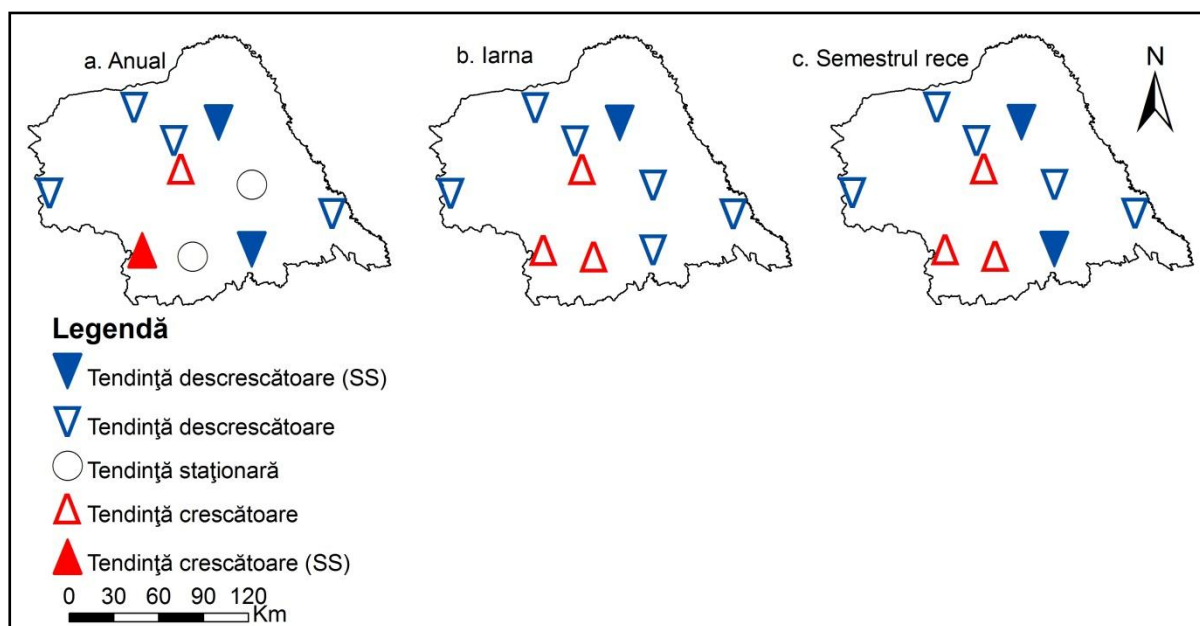 a. Anual
b. Iarna
c. Semestrul rece
N
Legendă
Tendinţă descrescătoare (SS)
Tendinţă descrescătoare
Tendinţă staţionară
Tendinţă crescătoare
Tendinţă crescătoare (SS)
0 30 60 90 120
Km